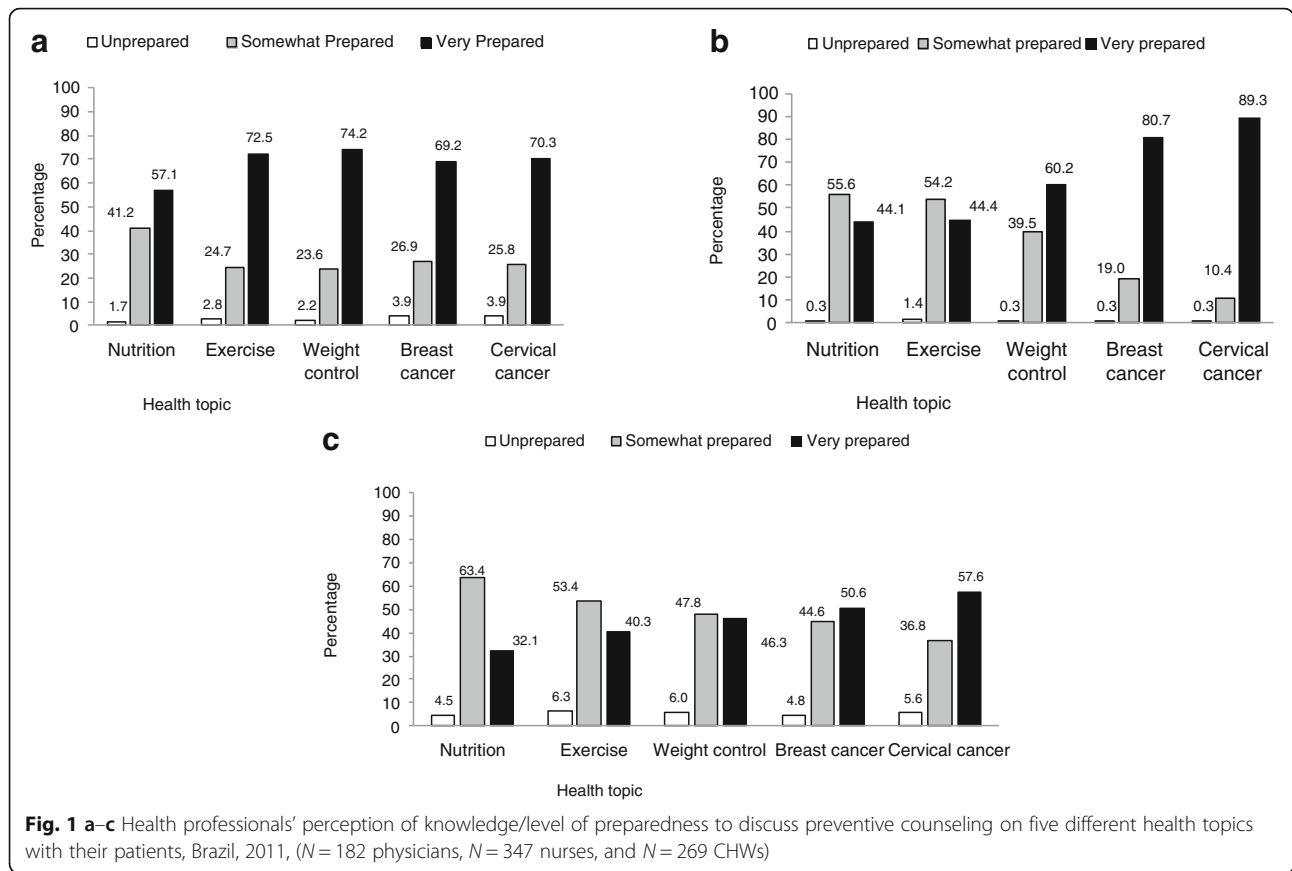 a
Unprepared Somewhat Prepared Very Prepared
Percentage
100
90
80
70
60
50
40
30
20
10
0
1.7 41.2 57.1
2.8 24.7 72.5
2.2 23.6 74.2
3.9 26.9 69.2
3.9 25.8 70.3
Nutrition Exercise Weight control Breast cancer Cervical cancer
Health topic
b
Unprepared Somewhat prepared Very prepared
Percentage
100
90
80
70
60
50
40
30
20
10
0
0.3 55.6 44.1
1.4 54.2 44.4
0.3 39.5 60.2
0.3 19.0 80.7
0.3 10.4 89.3
Nutrition Exercise Weight control Breast cancer Cervical cancer
Health topic
c
Unprepared Somewhat prepared Very prepared
Percentage
100
90
80
70
60
50
40
30
20
10
0
4.5 63.4 32.1
6.3 53.4 40.3
6.0 47.8 46.3
4.8 44.6 50.6
5.6 36.8 57.6
Nutrition Exercise Weight control Breast cancer Cervical cancer
Health topic
Fig. 1 a–c Health professionals' perception of knowledge/level of preparedness to discuss preventive counseling on five different health topics
with their patients, Brazil, 2011, (N = 182 physicians, N = 347 nurses, and N = 269 CHWs)